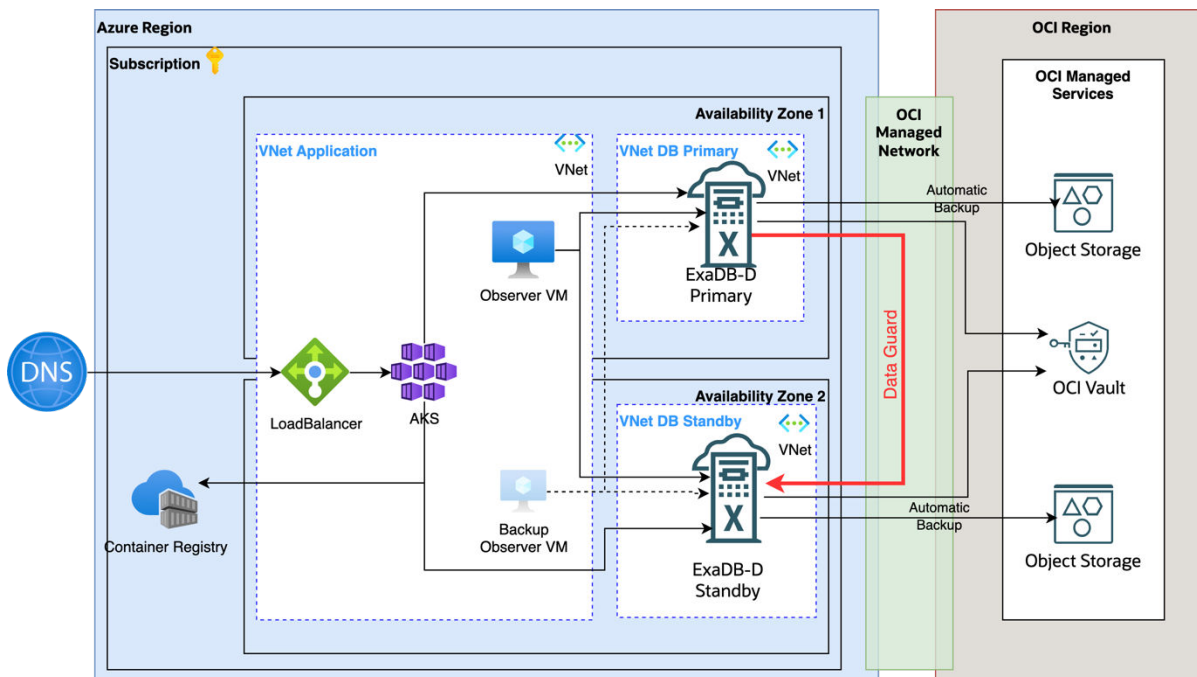 Azure Region
OCI Region
Subscription
OCI Managed
Services
Availability Zone 1
OCI
Managed
Network
VNet Application
VNet
VNet DB Primary
VNet
Automatic
Backup
Object Storage
Observer VM
ExaDB-D
Primary
X
Data Guard
DNS
LoadBalancer
AKS
OCI Vault
Availability Zone 2
VNet DB Standby
VNet
X
Backup
Observer VM
Automatic
Backup
Container Registry
Object Storage
ExaDB-D
Standby